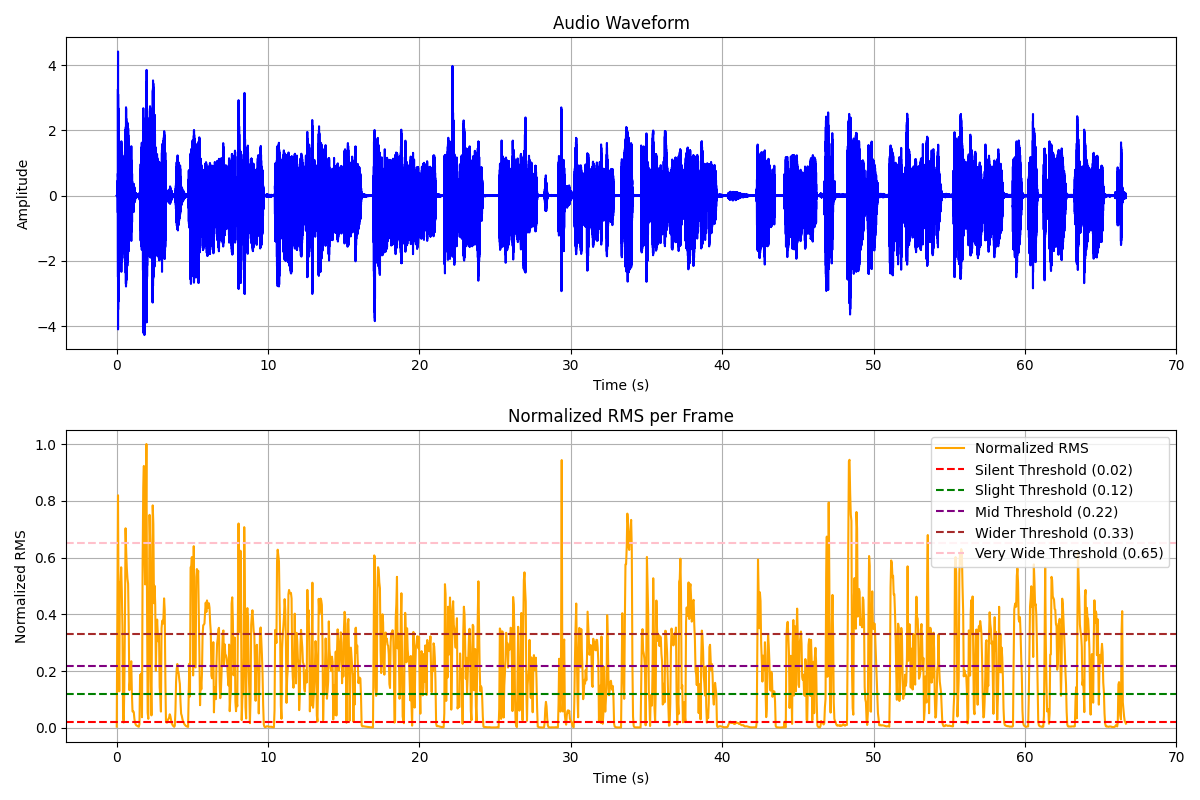 Audio Waveform
4
2
0
−2
−4
Amplitude
0 10 20 30 40 50 60 70
Time (s)
Normalized RMS per Frame
1.0
0.8
0.6
0.4
0.2
0.0
Normalized RMS
Normalized RMS
Silent Threshold (0.02)
Slight Threshold (0.12)
Mid Threshold (0.22)
Wider Threshold (0.33)
Very Wide Threshold (0.65)
0 10 20 30 40 50 60 70
Time (s)